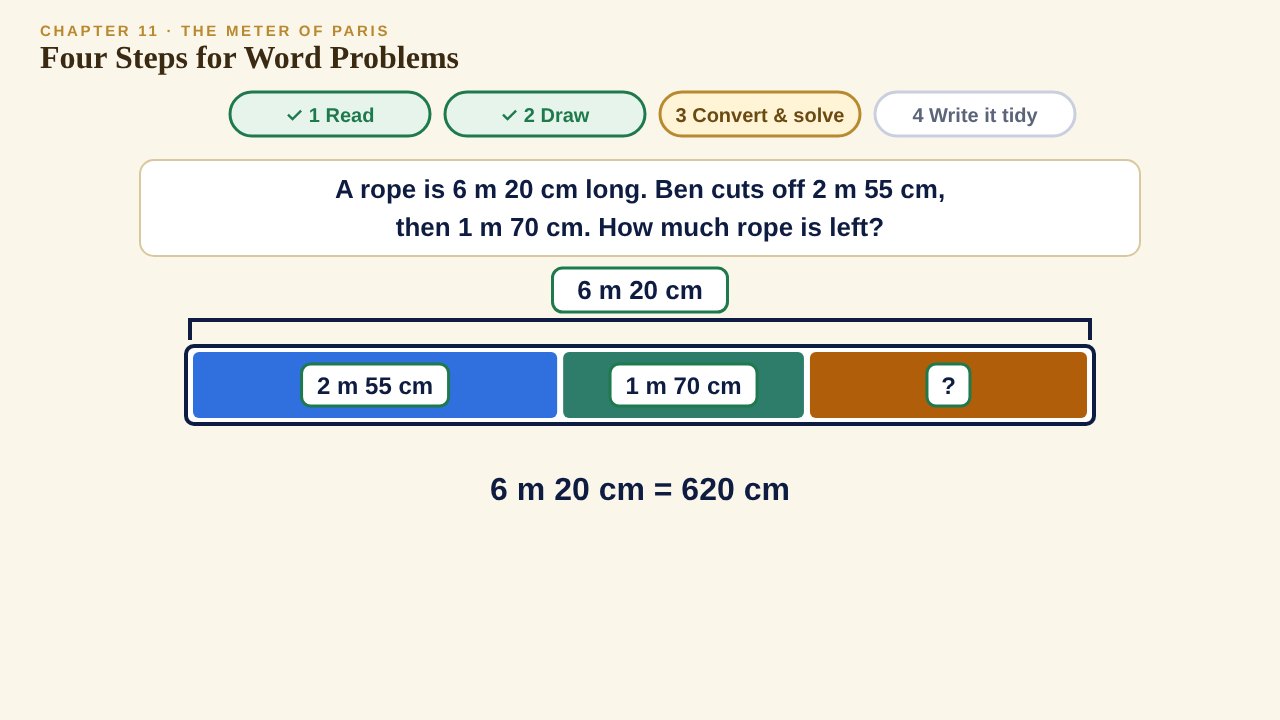 CHAPTER 11 · THE METER OF PARIS
Four Steps for Word Problems
✓ 1 Read
✓ 2 Draw
3 Convert & solve
4 Write it tidy
A rope is 6 m 20 cm long. Ben cuts off 2 m 55 cm,
then 1 m 70 cm. How much rope is left?
6 m 20 cm
2 m 55 cm
1 m 70 cm
?
6 m 20 cm = 620 cm